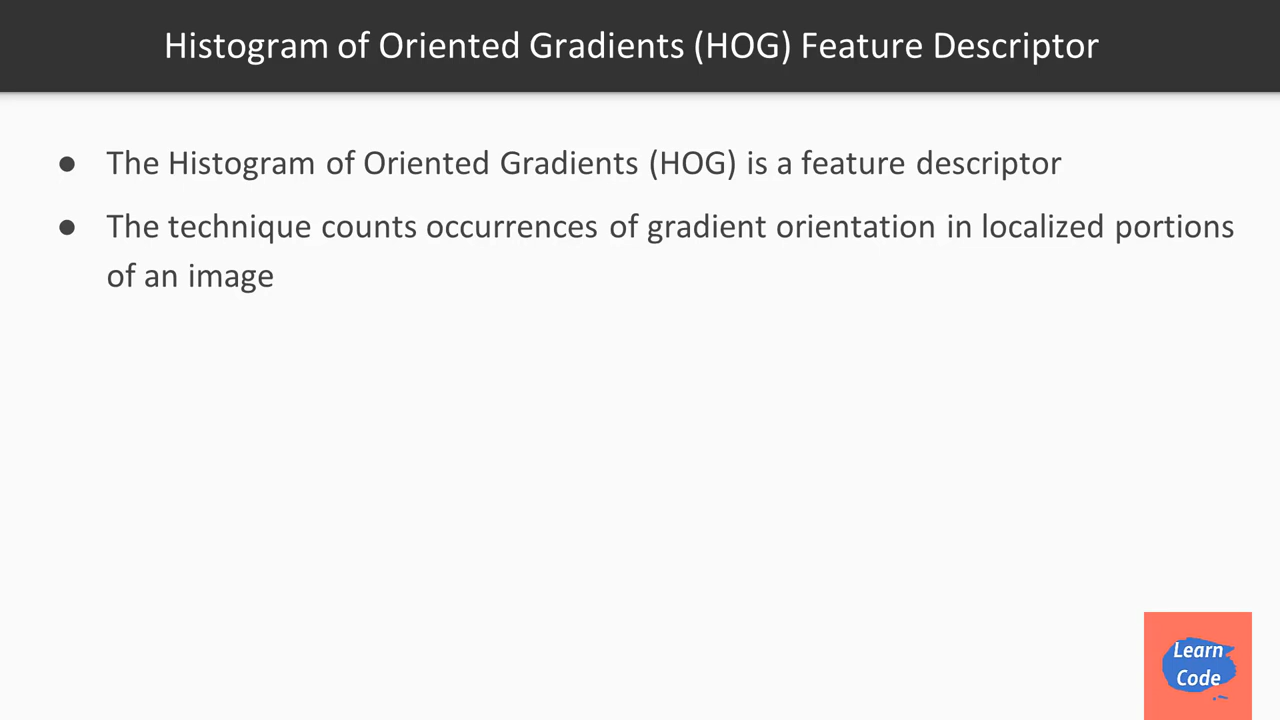 Histogram of Oriented Gradients (HOG) Feature Descriptor
● The Histogram of Oriented Gradients (HOG) is a feature descriptor
● The technique counts occurrences of gradient orientation in localized portions
of an image
Learn
Code